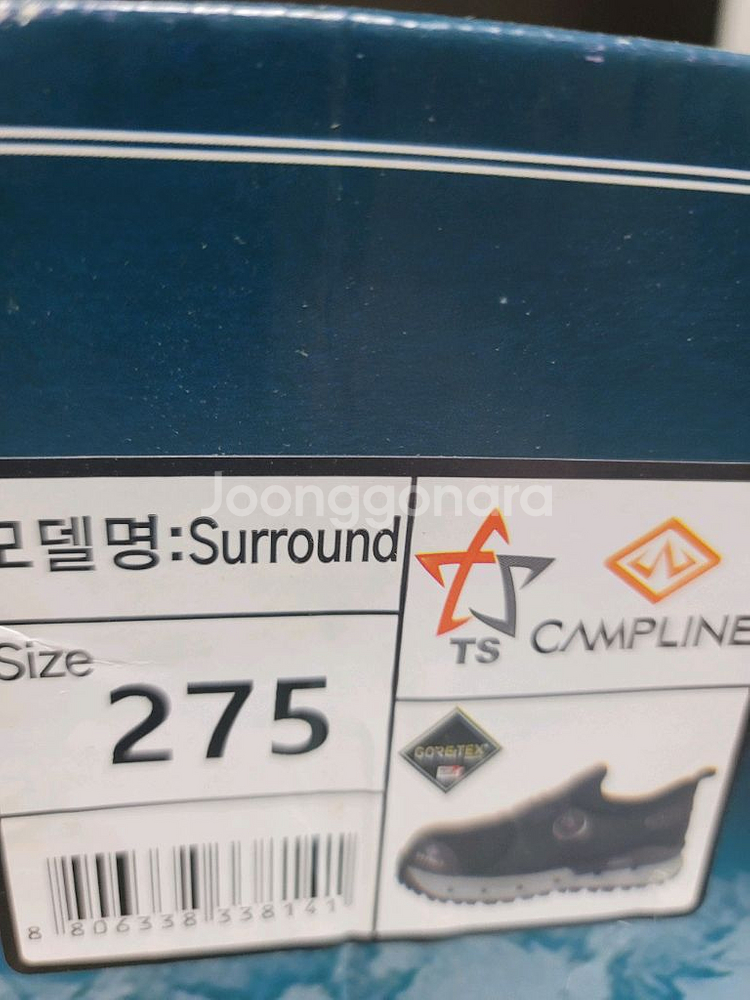 Joonggonara
모델명:Surround
TS
CAMPLINE
Size
275
GORE-TEX
8 806338 338141